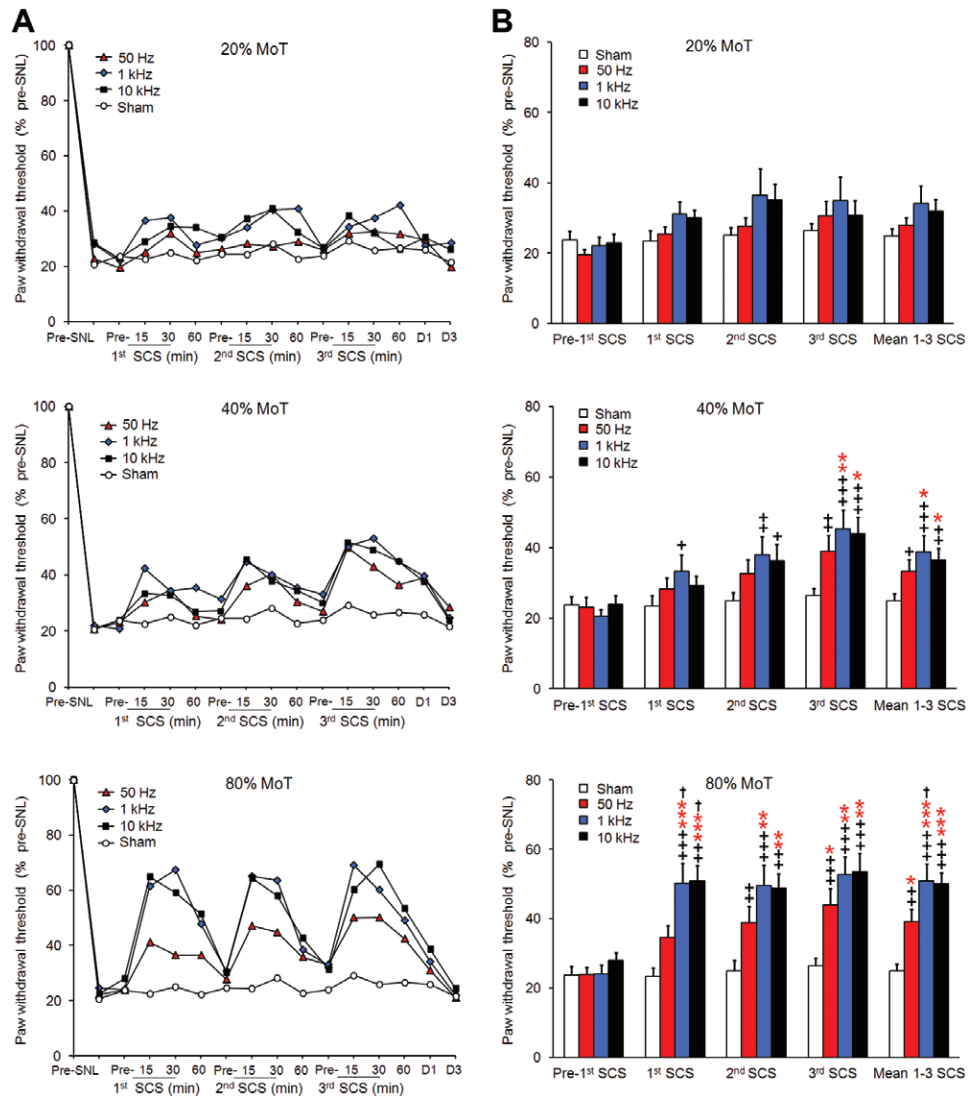 A
Paw withdrawal threshold (% pre-SNL)
20% MoT
50 Hz
1 kHz
10 kHz
Sham
100
80
60
40
20
0
Pre-SNL Pre- 15 30 60 Pre- 15 30 60 Pre- 15 30 60 D1 D3
1st SCS (min) 2nd SCS (min) 3rd SCS (min)
Paw withdrawal threshold (% pre-SNL)
40% MoT
50 Hz
1 kHz
10 kHz
Sham
100
80
60
40
20
0
Pre-SNL Pre- 15 30 60 Pre- 15 30 60 Pre- 15 30 60 D1 D3
1st SCS (min) 2nd SCS (min) 3rd SCS (min)
Paw withdrawal threshold (% pre-SNL)
80% MoT
50 Hz
1 kHz
10 kHz
Sham
100
80
60
40
20
0
Pre-SNL Pre- 15 30 60 Pre- 15 30 60 Pre- 15 30 60 D1 D3
1st SCS (min) 2nd SCS (min) 3rd SCS (min)
B
Paw withdrawal threshold (% pre-SNL)
20% MoT
Sham
50 Hz
1 kHz
10 kHz
80
60
40
20
0
Pre-1st SCS 1st SCS 2nd SCS 3rd SCS Mean 1-3 SCS
Paw withdrawal threshold (% pre-SNL)
40% MoT
Sham
50 Hz
1 kHz
10 kHz
80
60
40
20
0
+ ++ + ++ +++** +++* + +++* ++*
Pre-1st SCS 1st SCS 2nd SCS 3rd SCS Mean 1-3 SCS
Paw withdrawal threshold (% pre-SNL)
80% MoT
Sham
50 Hz
1 kHz
10 kHz
80
60
40
20
0
+++***† +++***† ++ +++** +++** +++* +++** +++** ++* +++***† +++***
Pre-1st SCS 1st SCS 2nd SCS 3rd SCS Mean 1-3 SCS